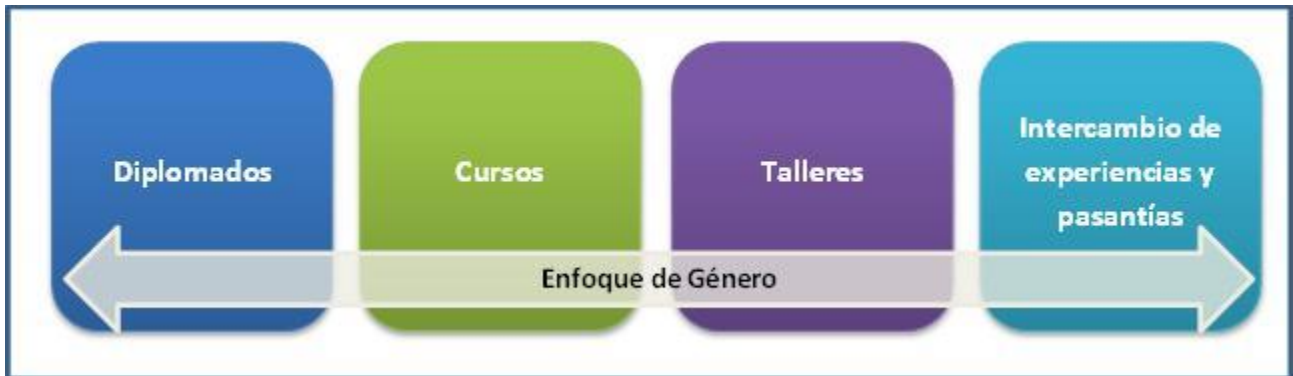 Diplomados
Cursos
Talleres
Intercambio de
experiencias y
pasantías
Enfoque de Género